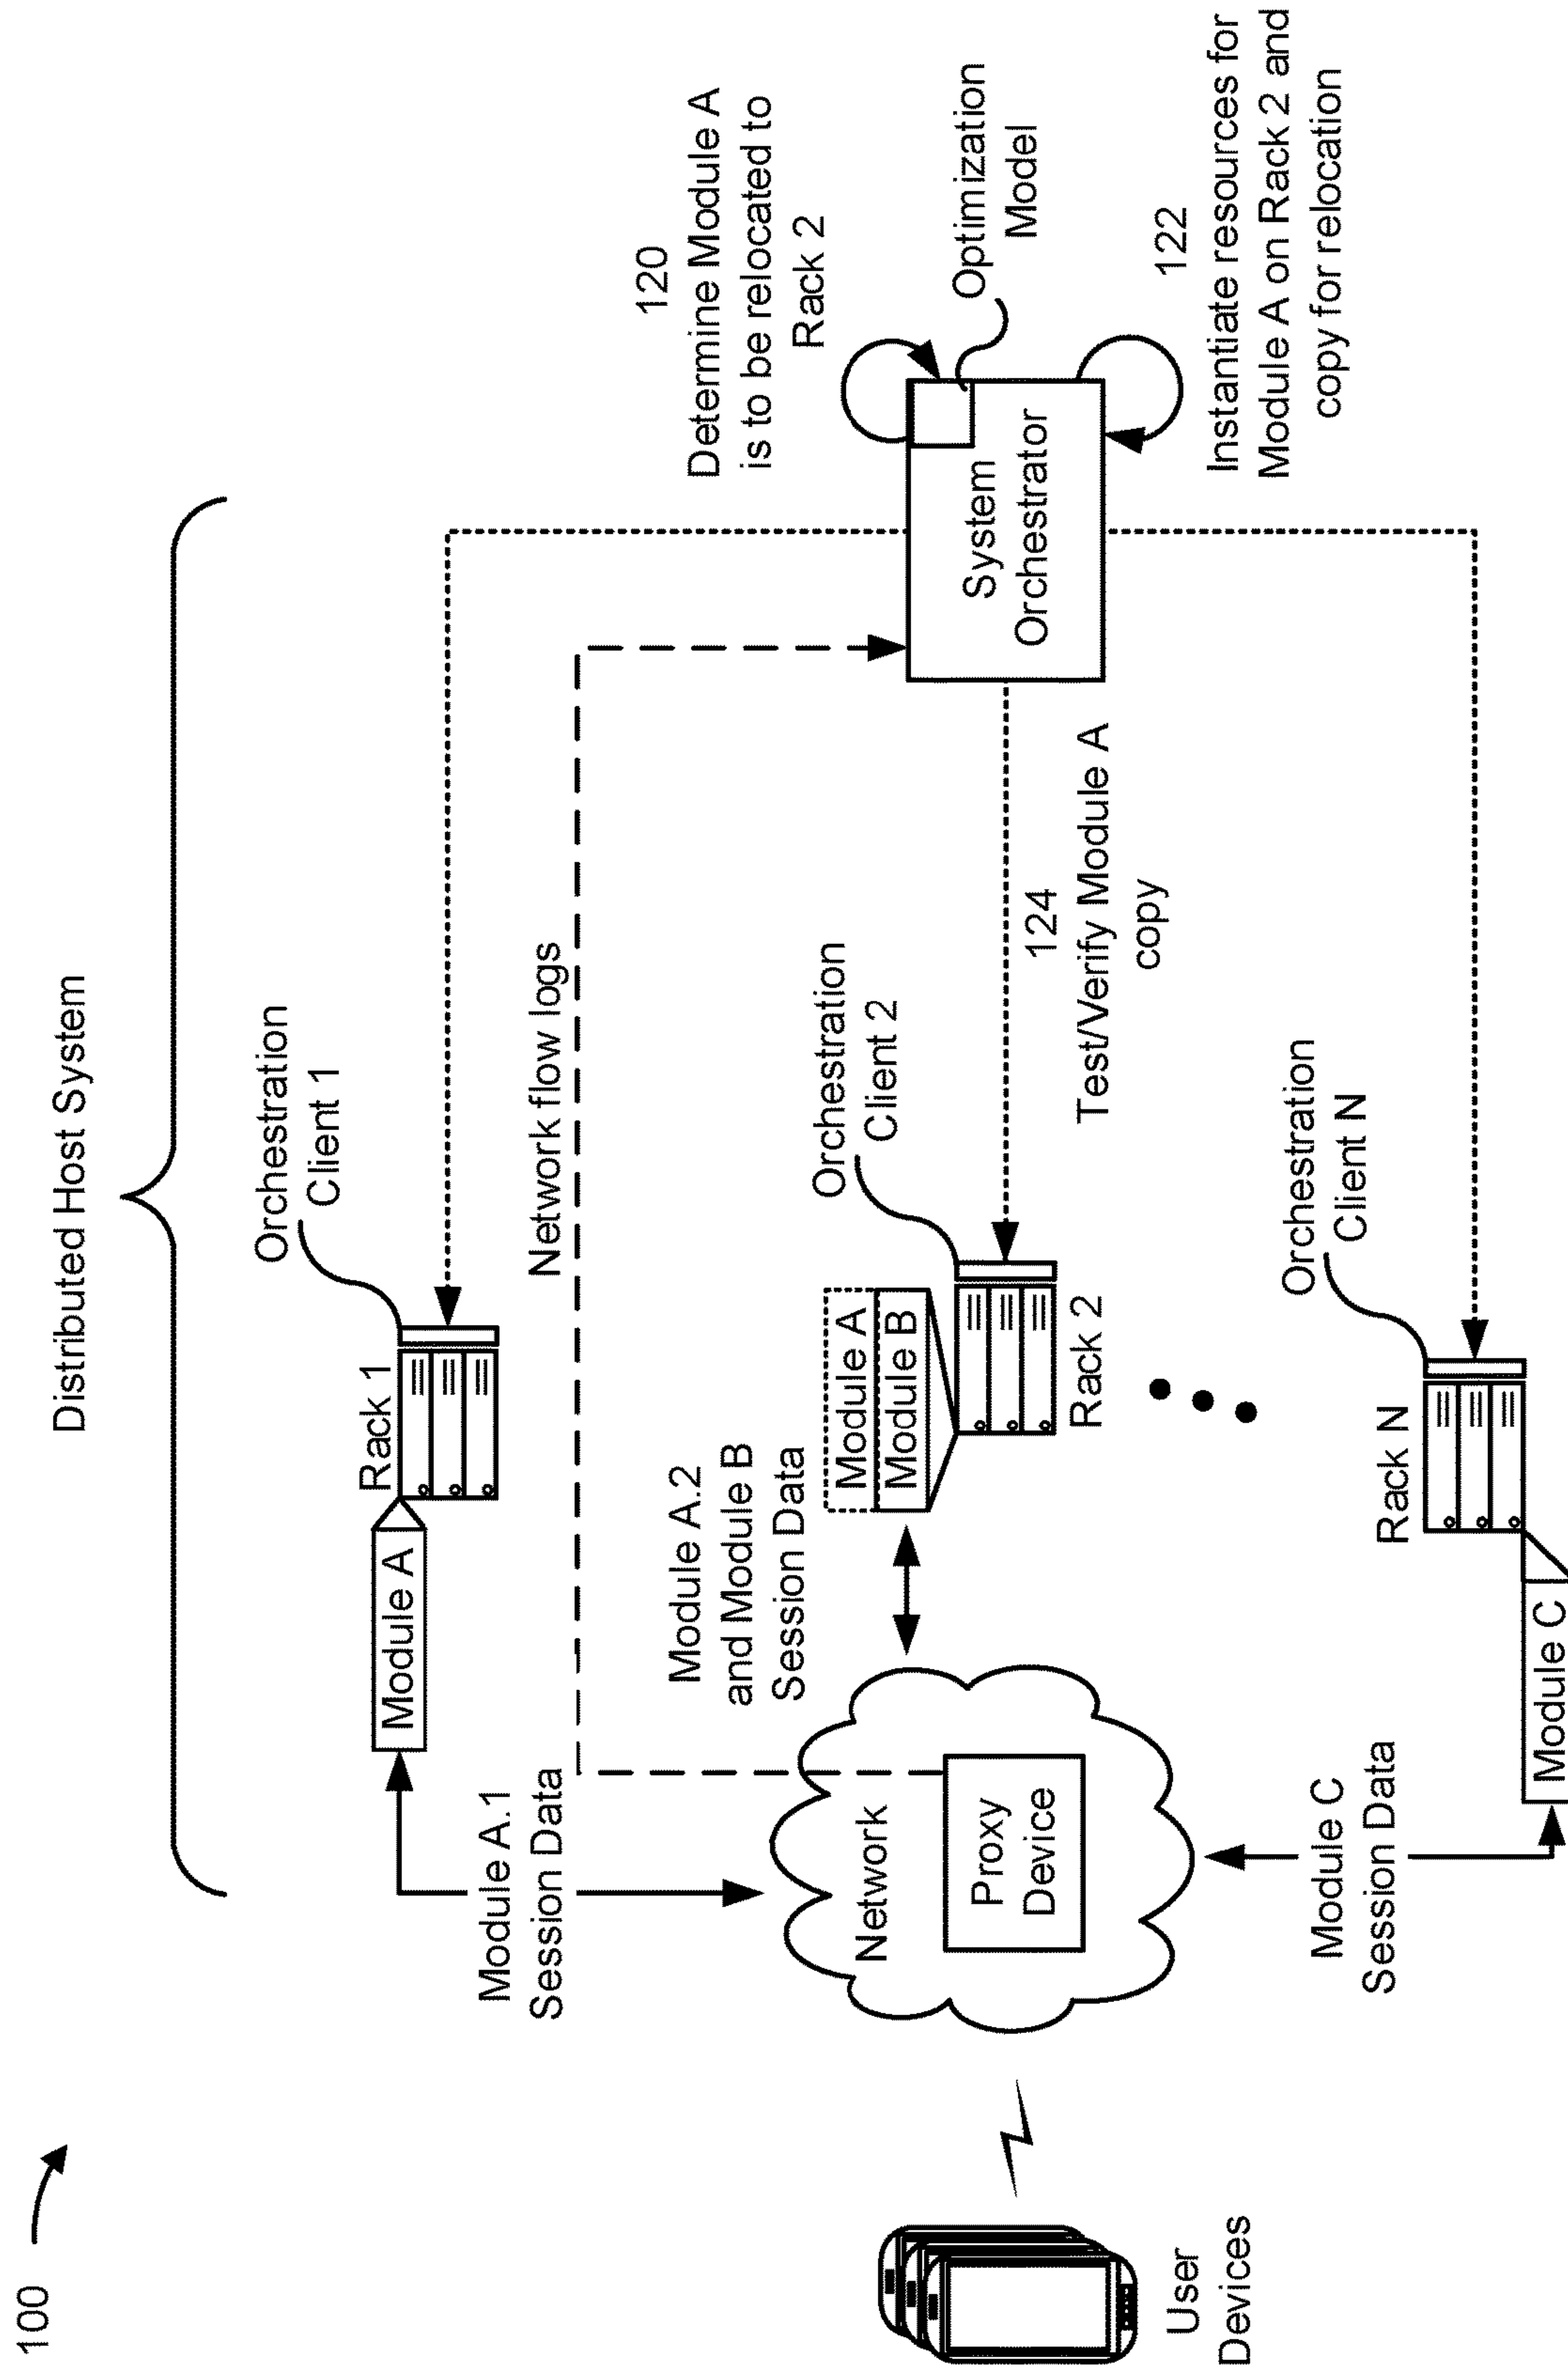 100
Distributed Host System
Orchestration
Client 1
Rack 1
Module A
Module A.1
Session Data
Network flow logs
120
Determine Module A
is to be relocated to
Rack 2
Optimization
Model
System
Orchestrator
122
Instantiate resources for
Module A on Rack 2 and
copy for relocation
124
Test/Verify Module A
copy
Orchestration
Client 2
Module A
Module B
Rack 2
Module A.2
and Module B
Session Data
Network
Proxy
Device
User
Devices
Module C
Session Data
Orchestration
Client N
Rack N
Module C